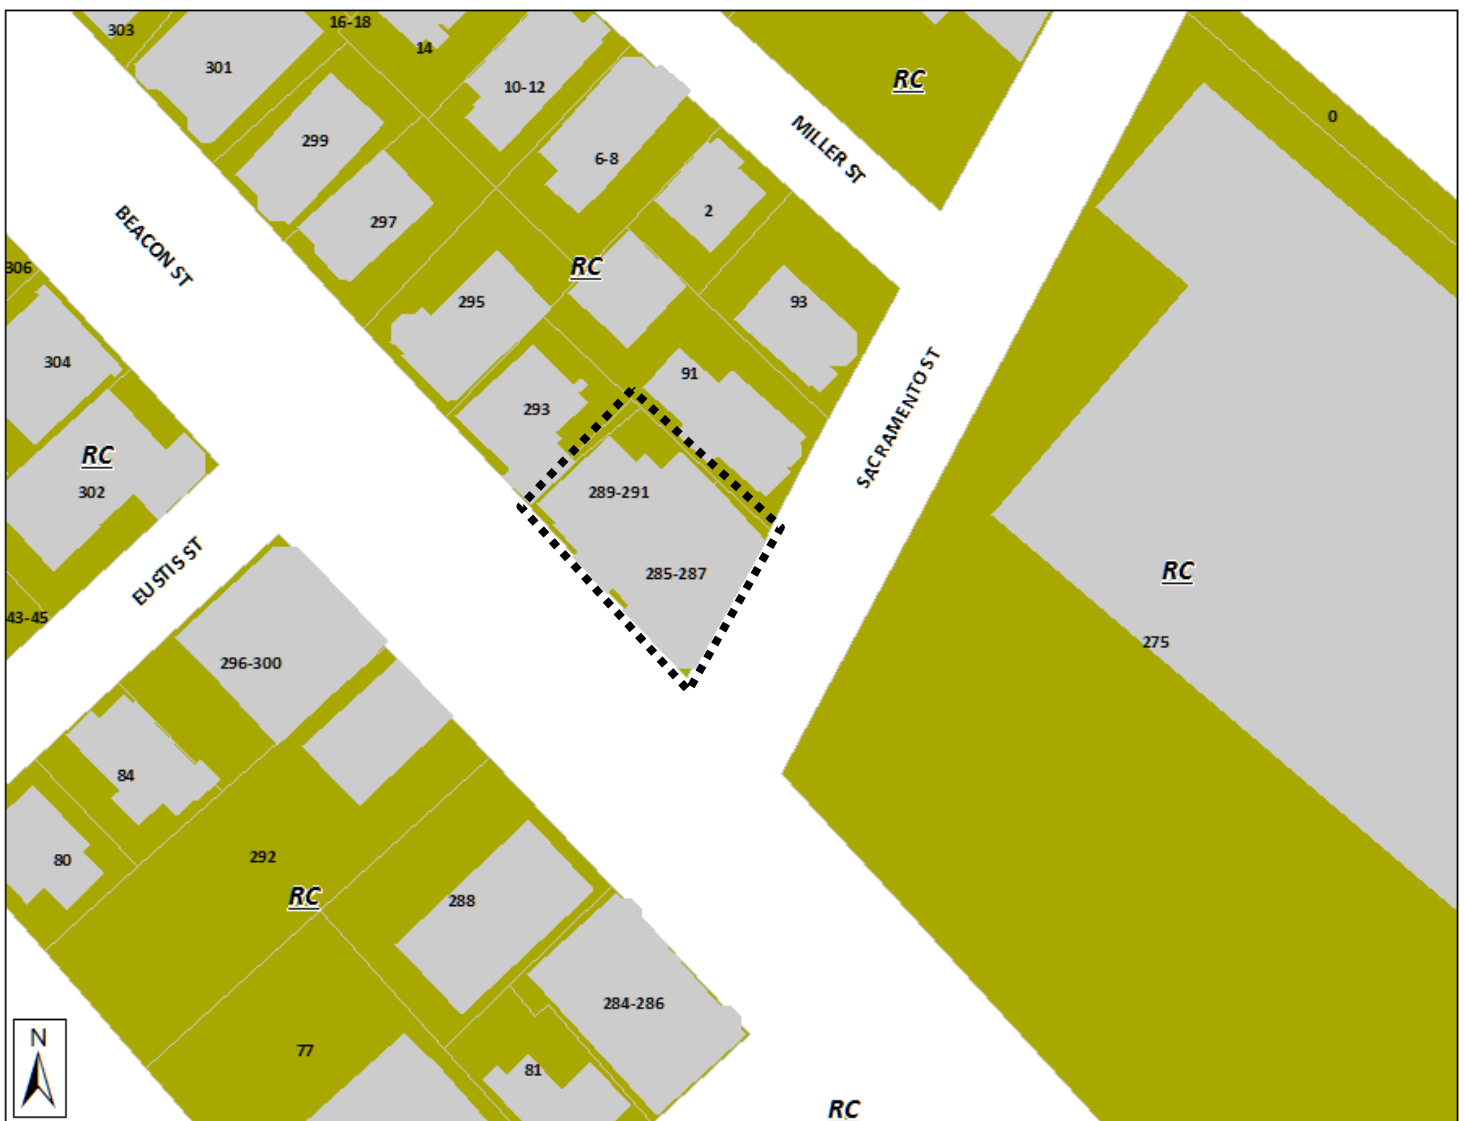 303
16-18
14
301
10-12
RC
0
299
6-8
MILLER ST
2
297
BEACON ST
306
RC
295
93
304
91
SACRAMENTO ST
293
RC
302
289-291
EUSTIS ST
285-287
RC
43-45
275
296-300
84
80
292
RC
288
284-286
N
77
81
RC